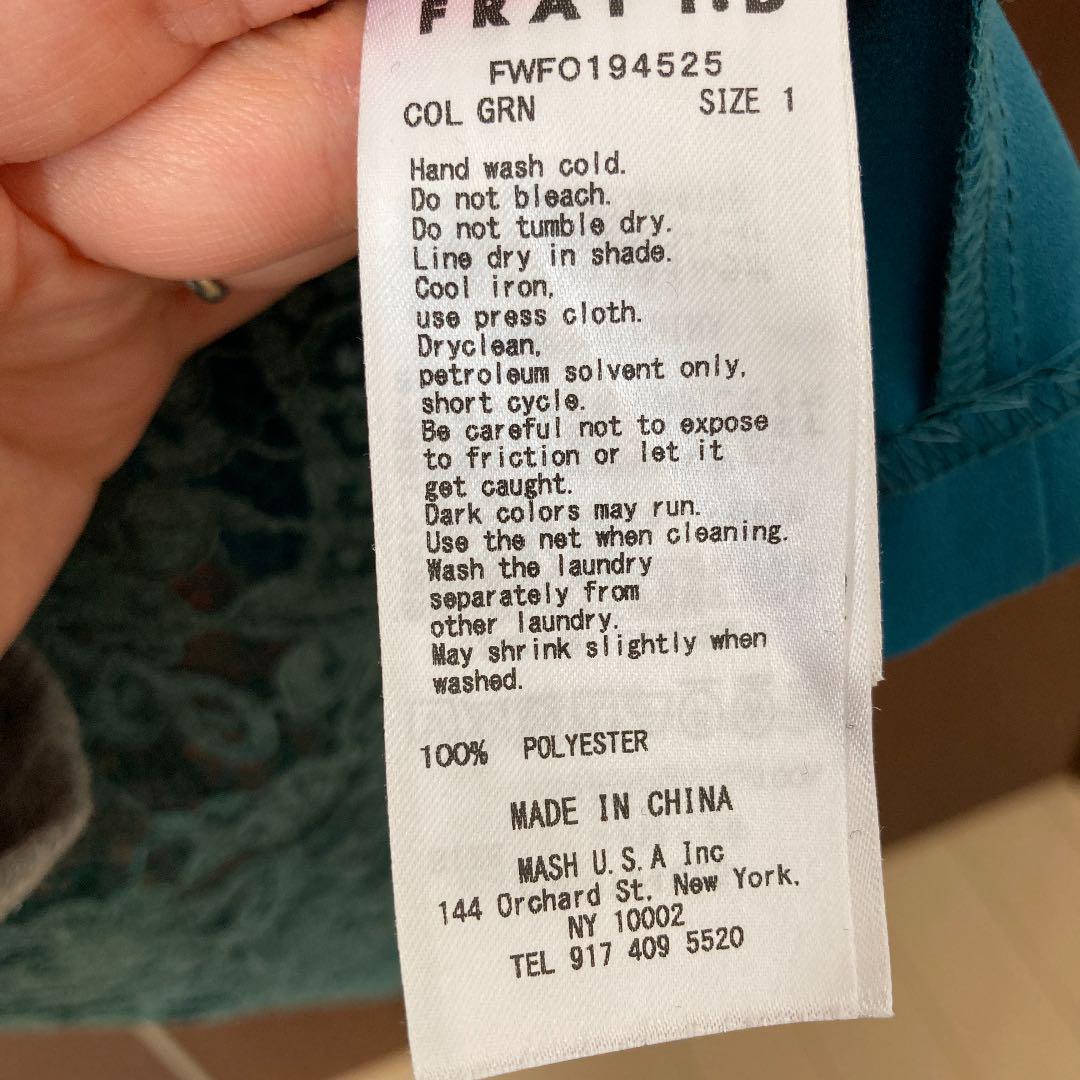 FRAY I.D
FWFO194525
COL GRN SIZE 1
Hand wash cold.
Do not bleach.
Do not tumble dry.
Line dry in shade.
Cool iron,
use press cloth.
Dryclean,
petroleum solvent only,
short cycle.
Be careful not to expose
to friction or let it
get caught.
Dark colors may run.
Use the net when cleaning.
Wash the laundry
separately from
other laundry.
May shrink slightly when
washed.
100% POLYESTER
MADE IN CHINA
MASH U.S.A Inc
144 Orchard St, New York,
NY 10002
TEL 917 409 5520